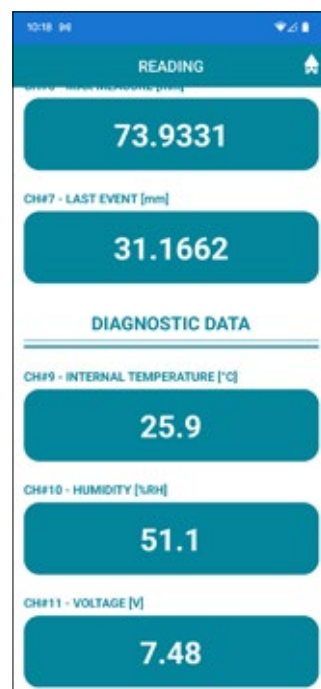 10:18
READING
73.9331
CH#7 - LAST EVENT [mm]
31.1662
DIAGNOSTIC DATA
CH#9 - INTERNAL TEMPERATURE [°C]
25.9
CH#10 - HUMIDITY [%RH]
51.1
CH#11 - VOLTAGE [V]
7.48